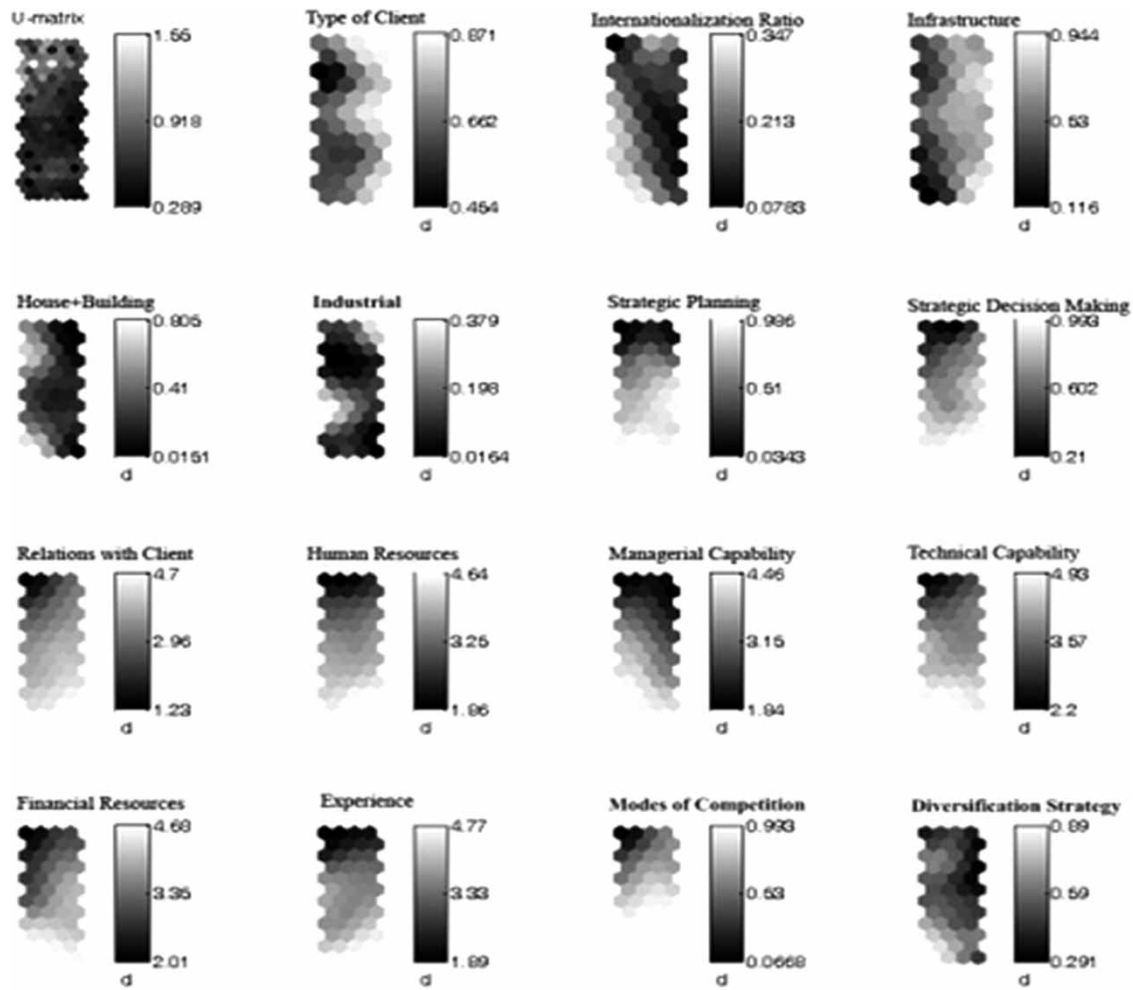 U-matrix
1.55
0.918
0.289
Type of Client
0.871
0.662
0.454
d
Internationalization Ratio
0.347
0.213
0.0783
d
Infrastructure
0.944
0.53
0.116
d
House+Building
0.805
0.41
0.0151
d
Industrial
0.379
0.198
0.0164
d
Strategic Planning
0.986
0.51
0.0343
d
Strategic Decision Making
0.993
0.602
0.21
d
Relations with Client
4.7
2.96
1.23
d
Human Resources
4.64
3.25
1.86
d
Managerial Capability
4.46
3.15
1.84
d
Technical Capability
4.93
3.57
2.2
d
Financial Resources
4.68
3.35
2.01
d
Experience
4.77
3.33
1.89
d
Modes of Competition
0.993
0.53
0.0668
d
Diversification Strategy
0.89
0.59
0.291
d